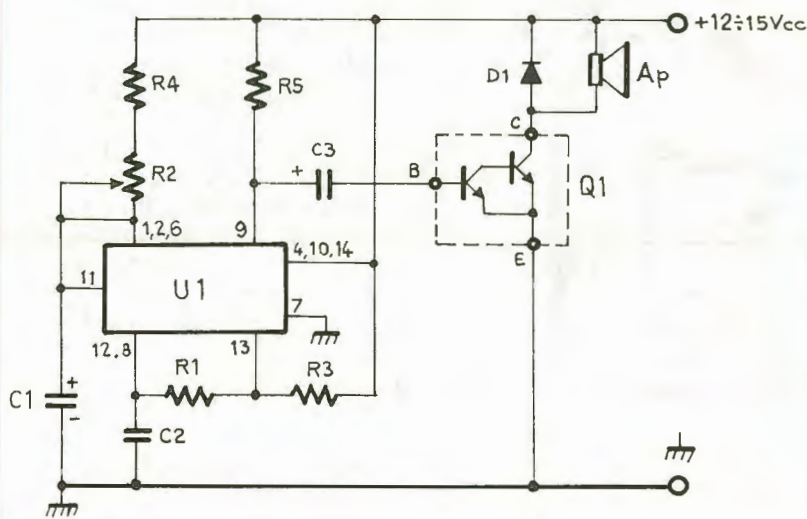 +12÷15Vcc
R4
R5
D1
Ap
C
C3
R2
+
B
Q1
1,2,6
9
4,10,14
E
11
U1
7
12.8
13
R1
R3
C1
+
-
C2